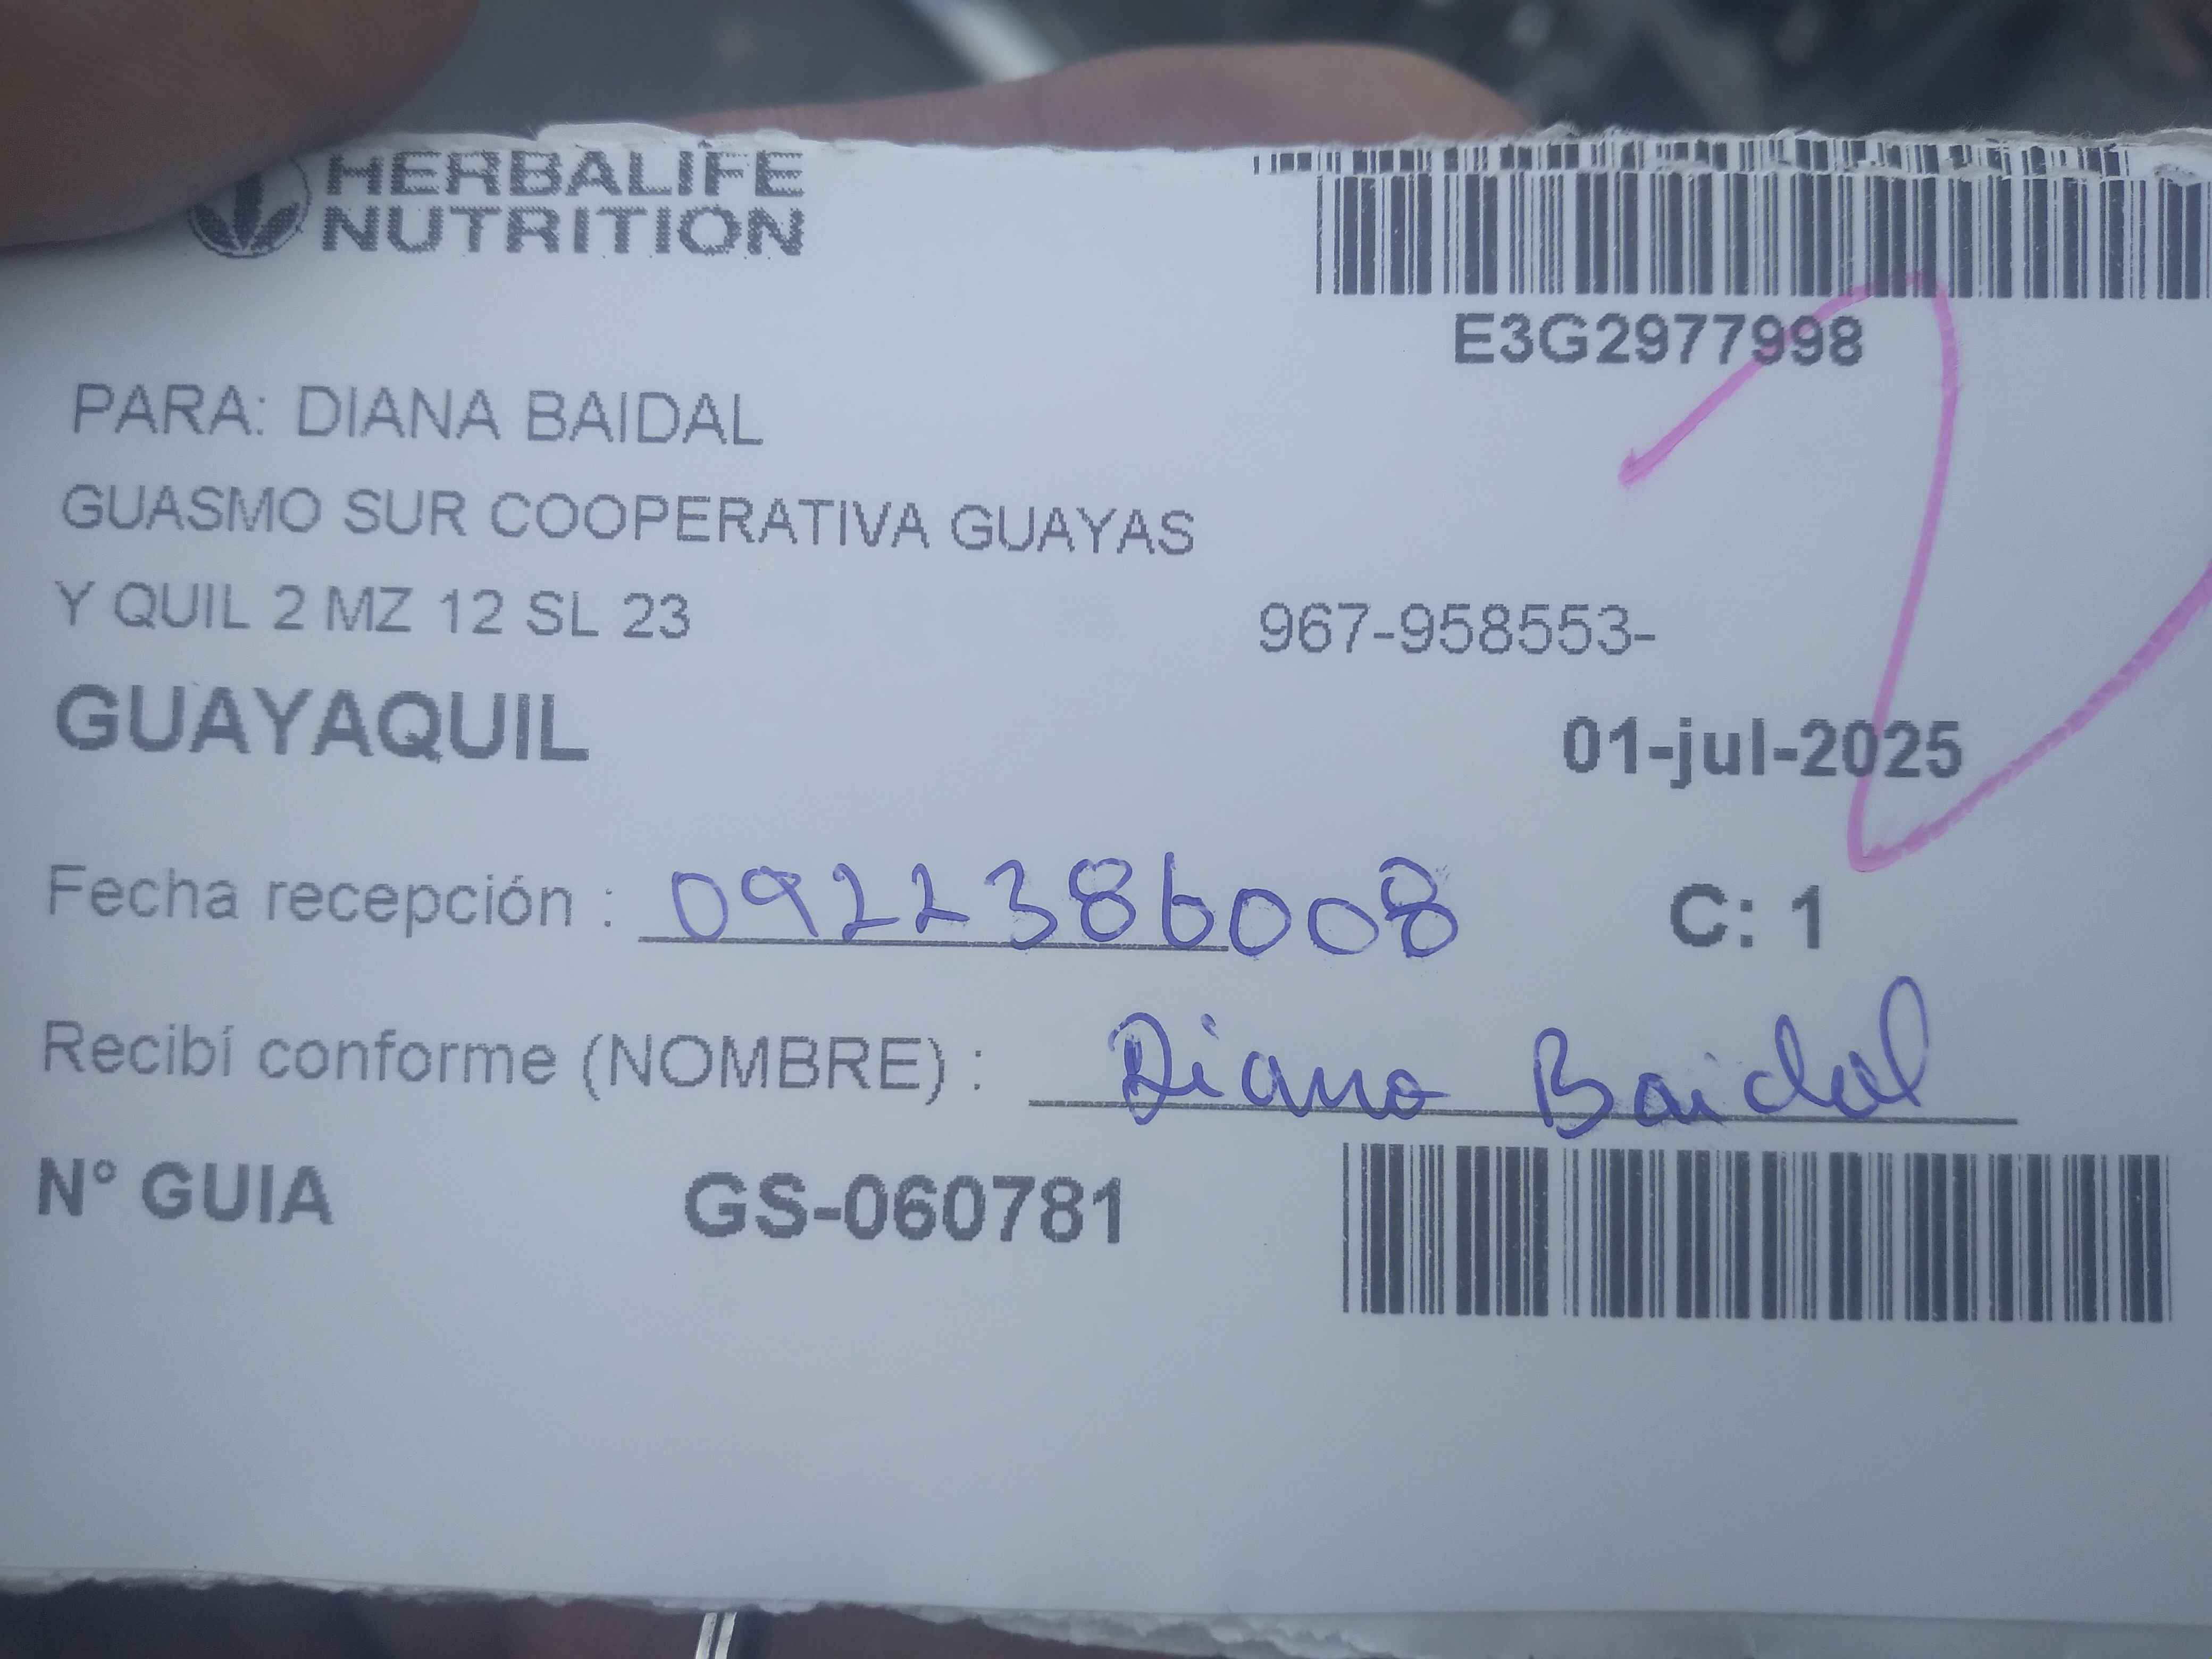 HERBALIFE
NUTRITION
E3G2977998
PARA: DIANA BAIDAL
GUASMO SUR COOPERATIVA GUAYAS
Y QUIL 2 MZ 12 SL 23
967-958553-
GUAYAQUIL
01-jul-2025
2
Fecha recepción : 0922386008
C: 1
Recibí conforme (NOMBRE) : Diana Baidal
N° GUIA GS-060781